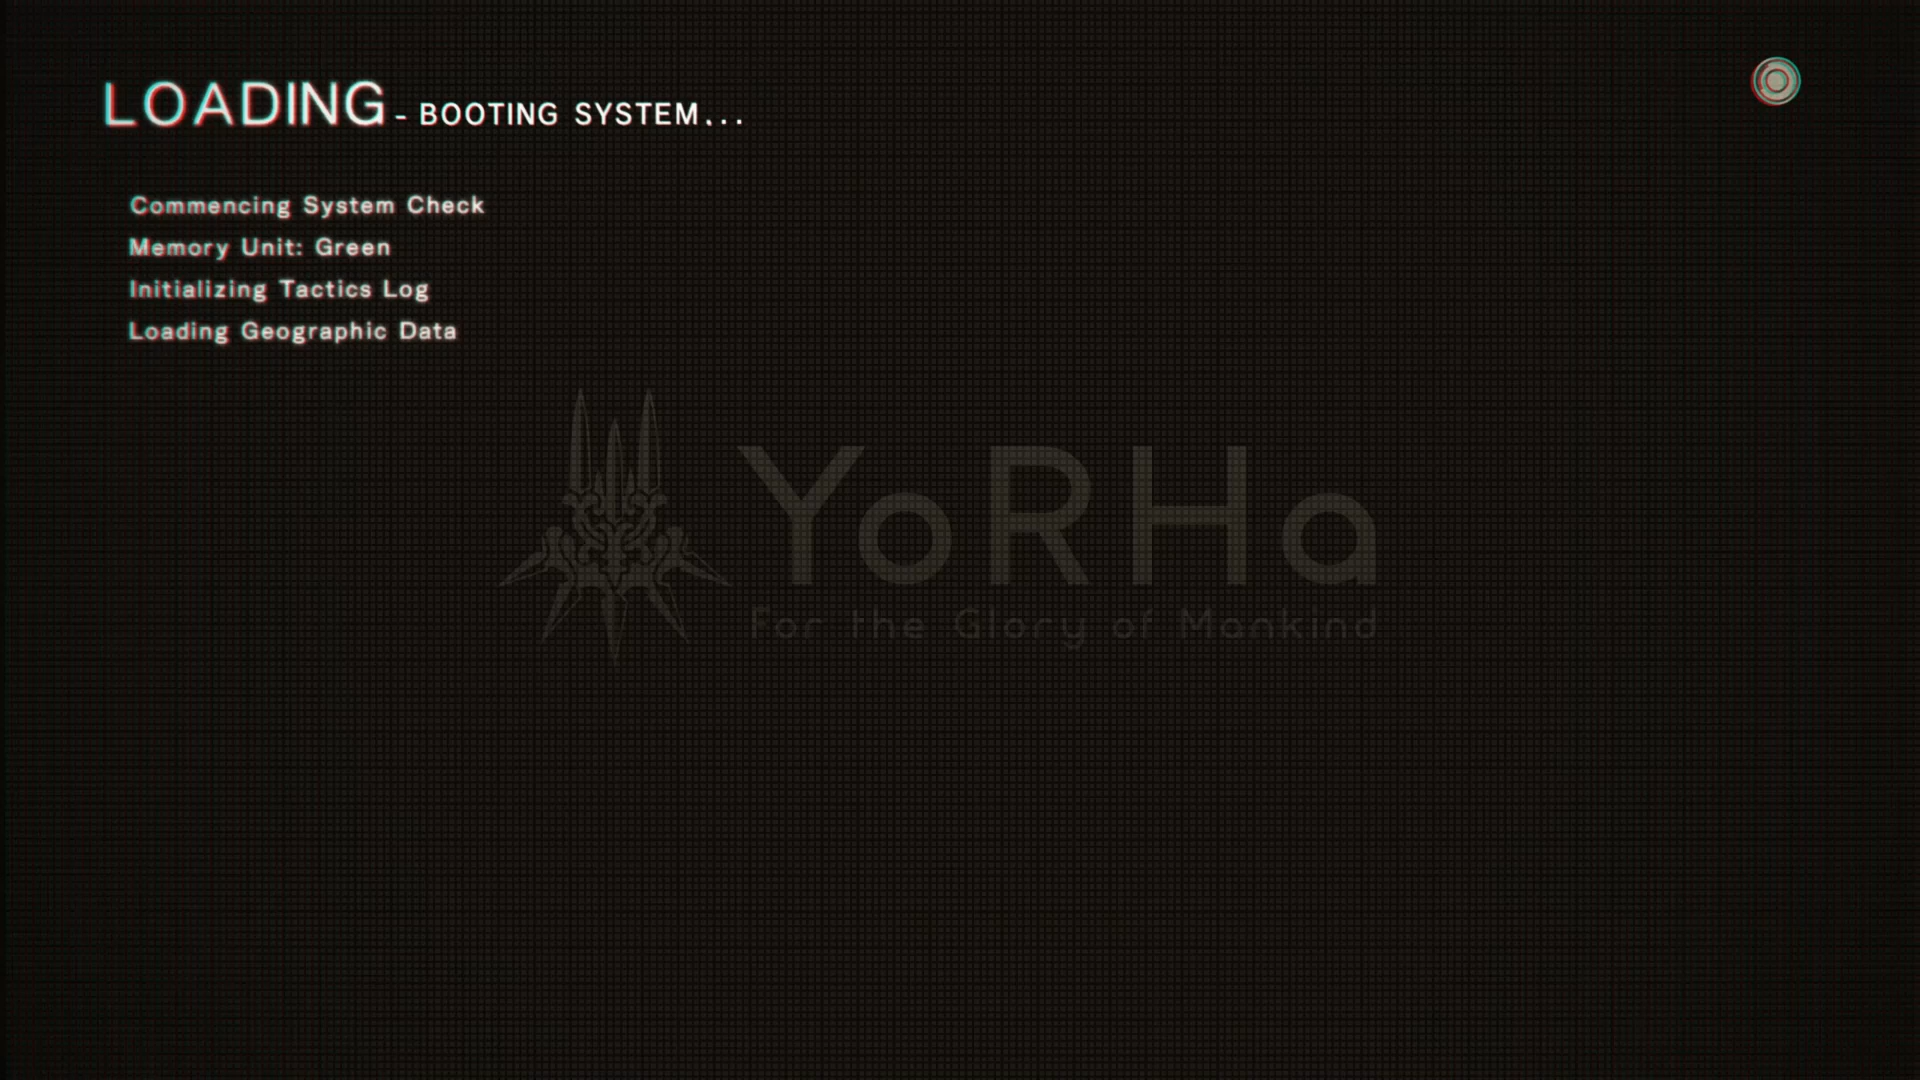 LOADING - BOOTING SYSTEM...
Commencing System Check
Memory Unit: Green
Initializing Tactics Log
Loading Geographic Data
YoRHa
For the Glory of Mankind